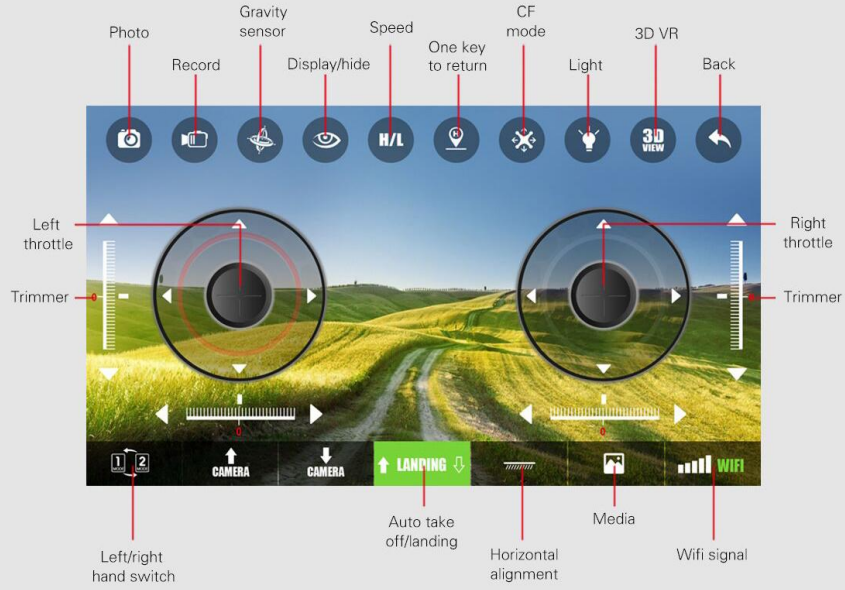 Photo
Record
Gravity
sensor
Display/hide
Speed
One key
to return
CF
mode
Light
3D VR
Back
H/L
H
3D
VIEW
Left
throttle
Right
throttle
Trimmer
0
0
Trimmer
0
0
1
MODE
2
MODE
CAMERA
CAMERA
LANDING
WIFI
Left/right
hand switch
Auto take
off/landing
Horizontal
alignment
Media
Wifi signal